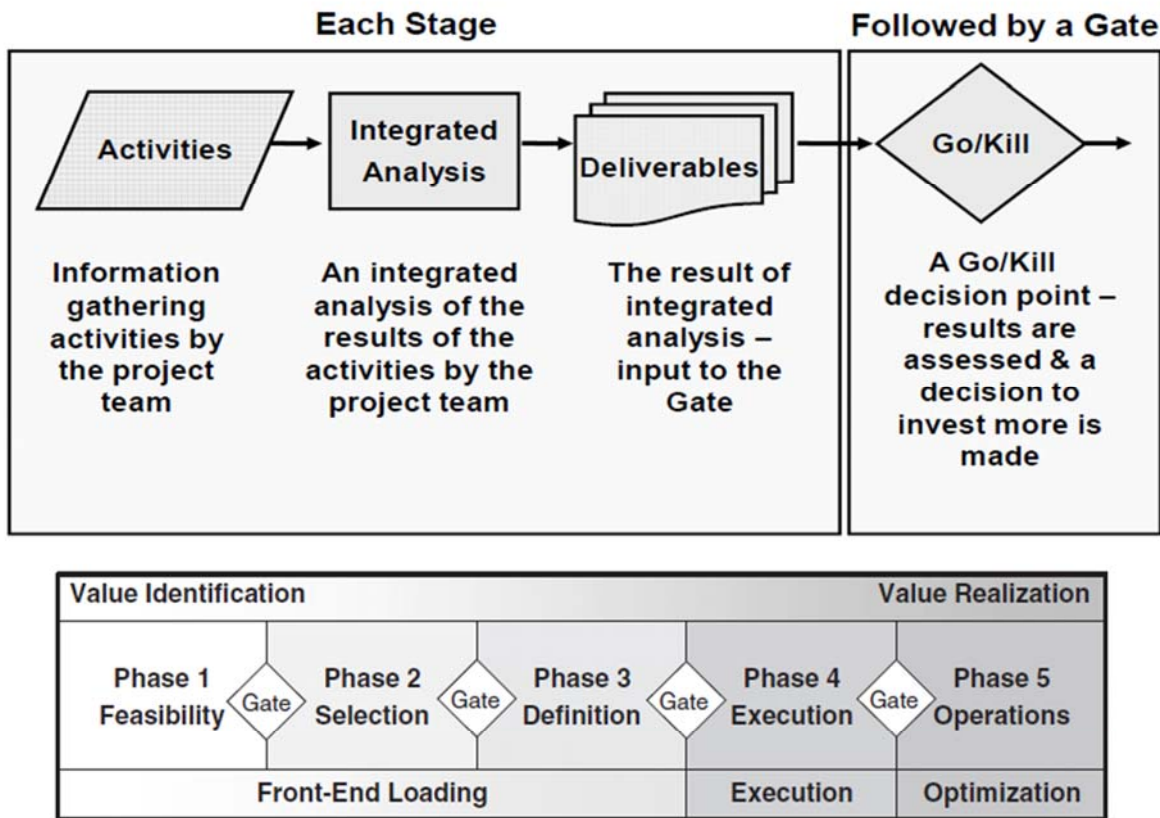 Each Stage
Followed by a Gate
Activities
Integrated
Analysis
Deliverables
Go/Kill
Information
gathering
activities by
the project
team
An integrated
analysis of the
results of the
activities by the
project team
The result of
integrated
analysis –
input to the
Gate
A Go/Kill
decision point –
results are
assessed & a
decision to
invest more is
made
Value Identification
Value Realization
Phase 1
Feasibility
Gate
Phase 2
Selection
Gate
Phase 3
Definition
Gate
Phase 4
Execution
Gate
Phase 5
Operations
Front-End Loading
Execution
Optimization